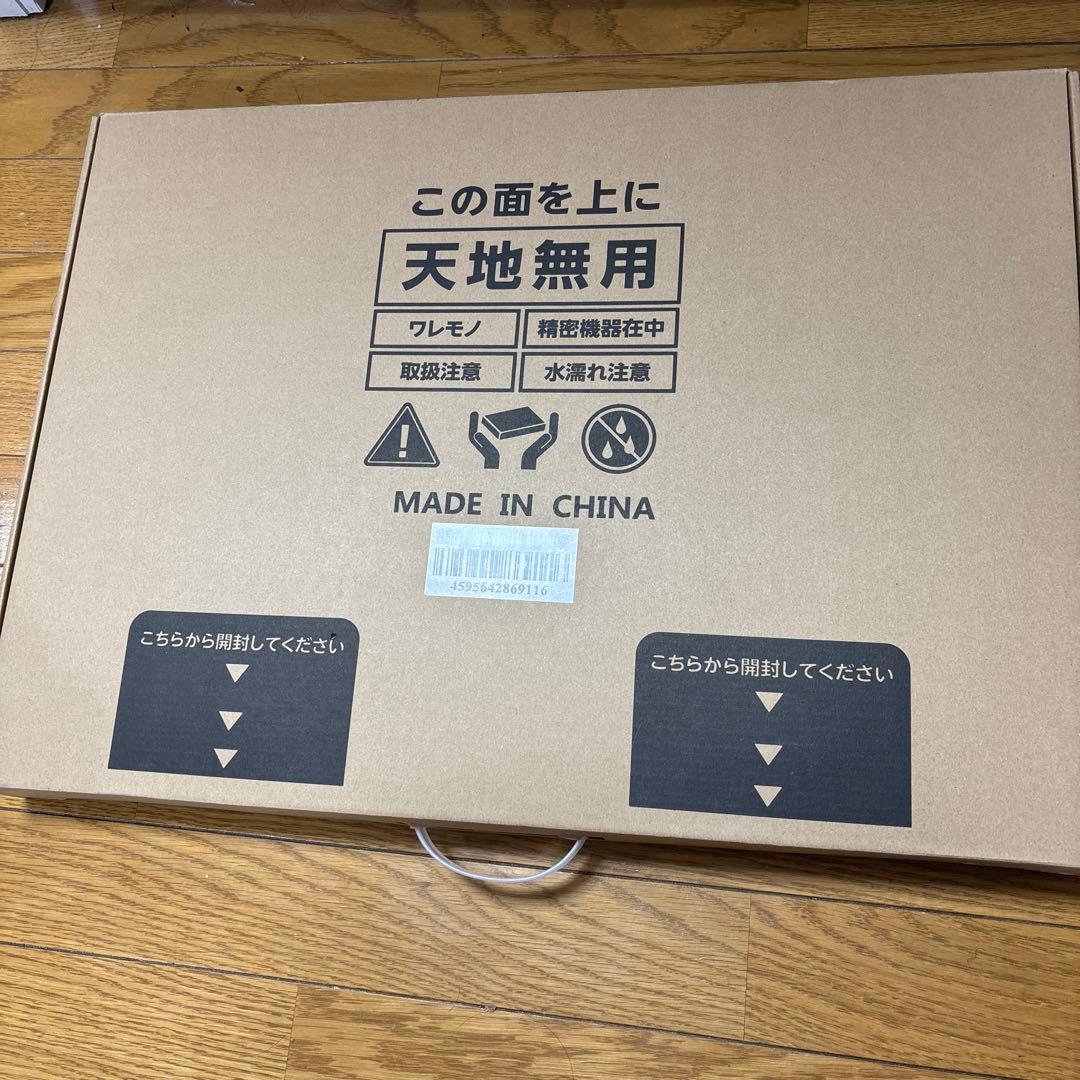 この面を上に
天地無用
ワレモノ 精密機器在中
取扱注意 水濡れ注意
MADE IN CHINA
4595642869116
こちらから開封してください
こちらから開封してください